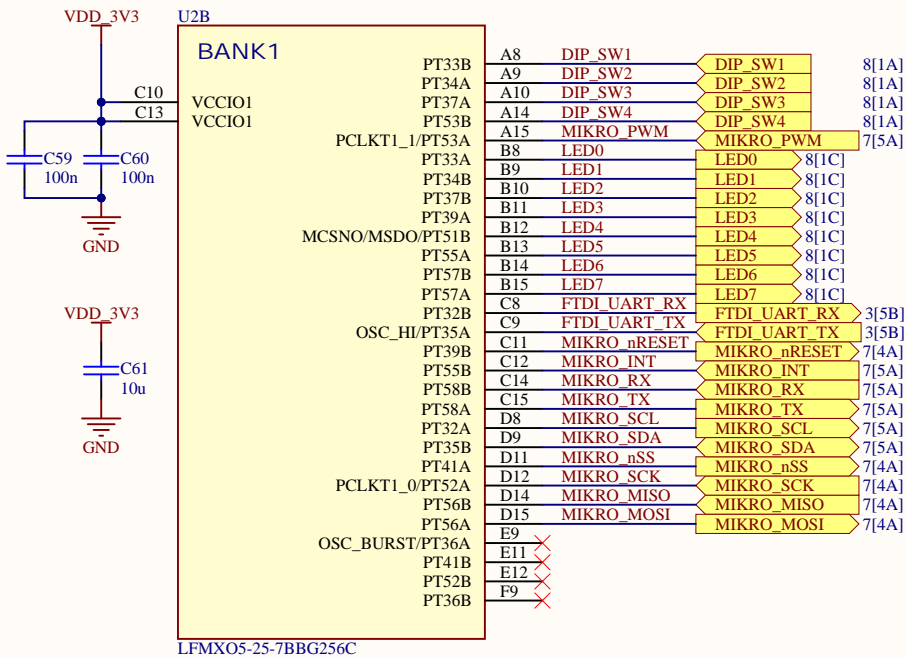 VDD_3V3 U2B
BANK1
C10 VCCIO1
C13 VCCIO1
C59 100n
C60 100n
GND
VDD_3V3
C61
10u
GND
PT33B A8 DIP_SW1 DIP_SW1 8[1A]
PT34A A9 DIP_SW2 DIP_SW2 8[1A]
PT37A A10 DIP_SW3 DIP_SW3 8[1A]
PT53B A14 DIP_SW4 DIP_SW4 8[1A]
PCLKT1_1/PT53A A15 MIKRO_PWM MIKRO_PWM 7[5A]
PT33A B8 LED0 LED0 8[1C]
PT34B B9 LED1 LED1 8[1C]
PT37B B10 LED2 LED2 8[1C]
PT39A B11 LED3 LED3 8[1C]
MCSNO/MSDO/PT51B B12 LED4 LED4 8[1C]
PT55A B13 LED5 LED5 8[1C]
PT57B B14 LED6 LED6 8[1C]
PT57A B15 LED7 LED7 8[1C]
PT32B C8 FTDI_UART_RX FTDI_UART_RX 3[5B]
OSC_HI/PT35A C9 FTDI_UART_TX FTDI_UART_TX 3[5B]
PT39B C11 MIKRO_nRESET MIKRO_nRESET 7[4A]
PT55B C12 MIKRO_INT MIKRO_INT 7[5A]
PT58B C14 MIKRO_RX MIKRO_RX 7[5A]
PT58A C15 MIKRO_TX MIKRO_TX 7[5A]
PT32A D8 MIKRO_SCL MIKRO_SCL 7[5A]
PT35B D9 MIKRO_SDA MIKRO_SDA 7[5A]
PT41A D11 MIKRO_nSS MIKRO_nSS 7[4A]
PCLKT1_0/PT52A D12 MIKRO_SCK MIKRO_SCK 7[4A]
PT56B D14 MIKRO_MISO MIKRO_MISO 7[4A]
PT56A D15 MIKRO_MOSI MIKRO_MOSI 7[4A]
OSC_BURST/PT36A E9
PT41B E11
PT52B E12
PT36B F9
LFMXO5-25-7BBG256C